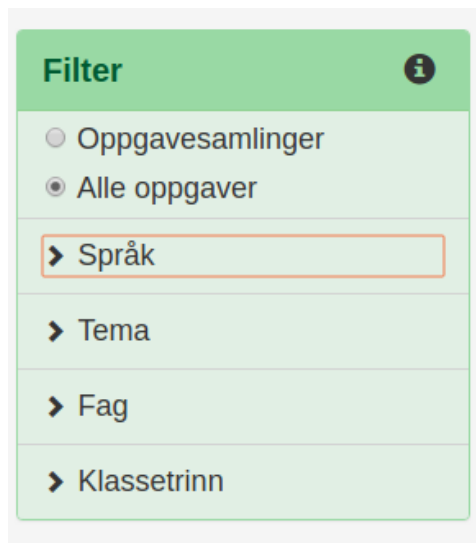 Filter
Oppgavesamlinger
Alle oppgaver
Språk
Tema
Fag
Klassetrinn